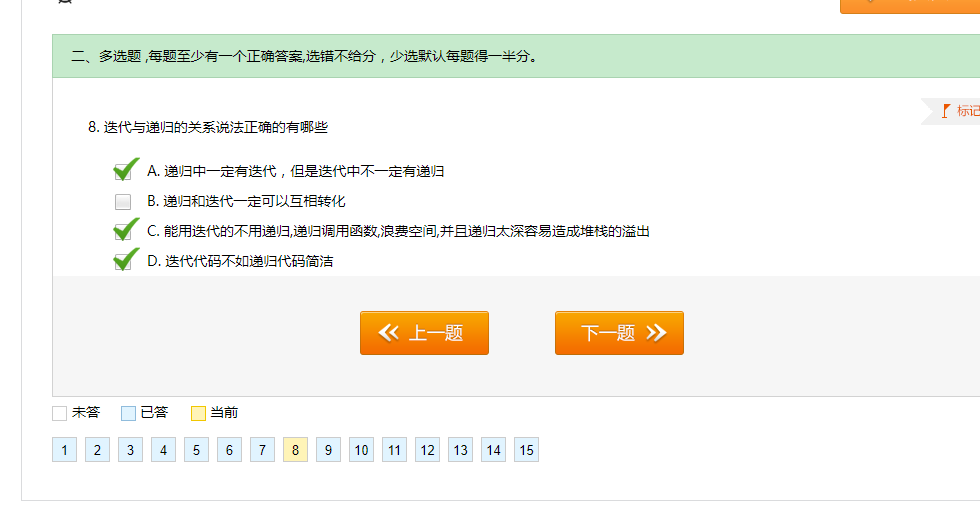 二、多选题 ,每题至少有一个正确答案,选错不给分，少选默认每题得一半分。
标记
8. 迭代与递归的关系说法正确的有哪些
A. 递归中一定有迭代，但是迭代中不一定有递归
B. 递归和迭代一定可以互相转化
C. 能用迭代的不用递归,递归调用函数,浪费空间,并且递归太深容易造成堆栈的溢出
D. 迭代代码不如递归代码简洁
上一题 下一题
未答 已答 当前
1 2 3 4 5 6 7 8 9 10 11 12 13 14 15